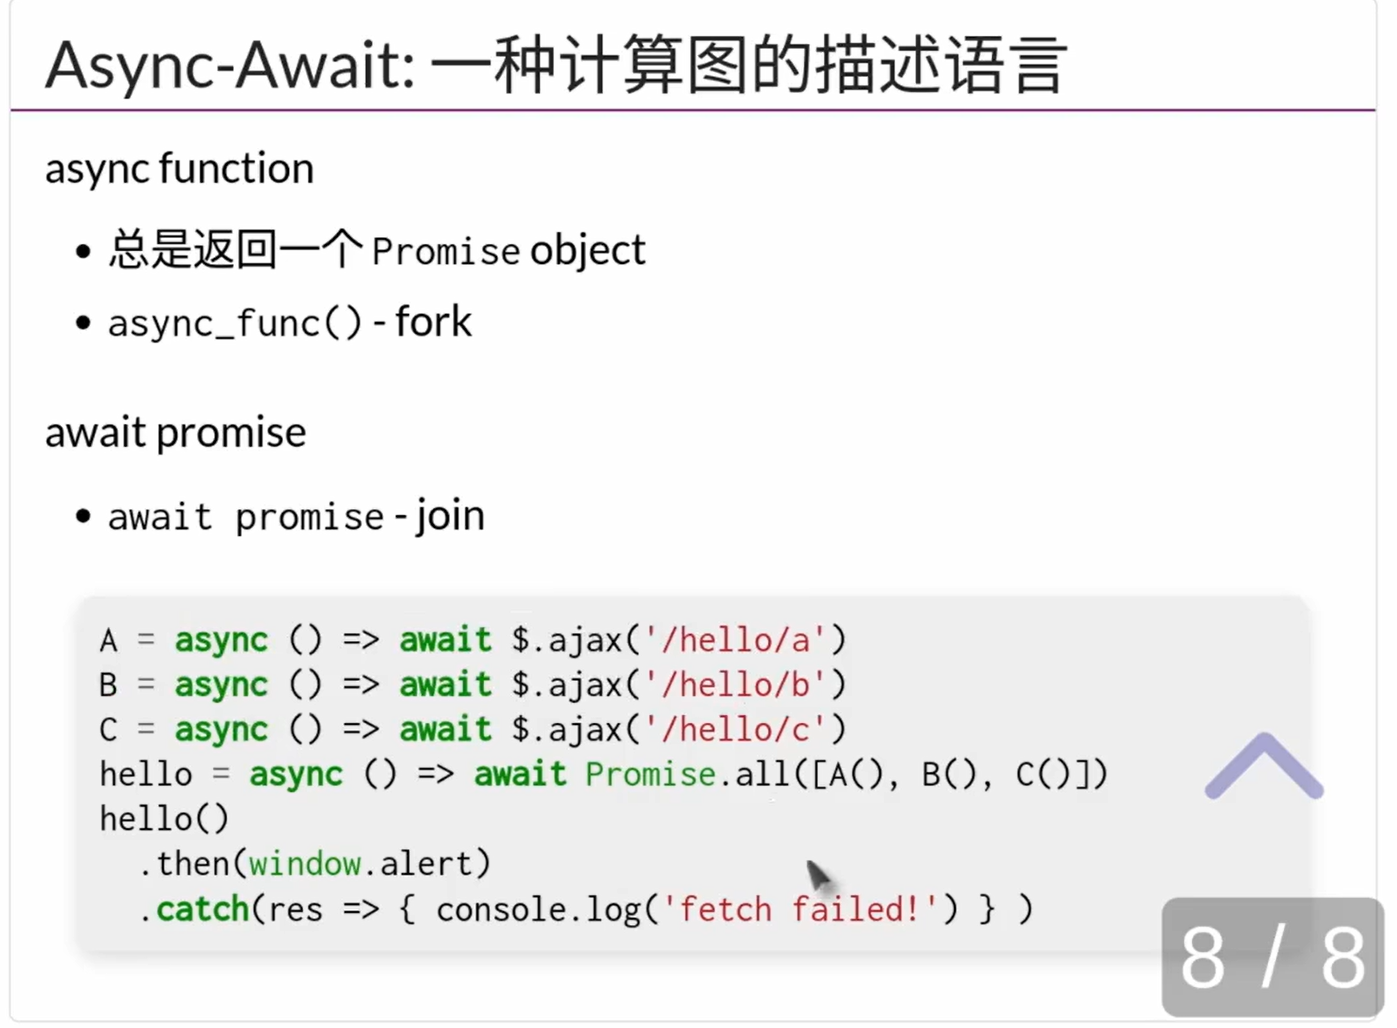 Async-Await: 一种计算图的描述语言
async function
• 总是返回一个 Promise object
• async_func() - fork
await promise
• await promise - join
A = async () => await $.ajax('/hello/a')
B = async () => await $.ajax('/hello/b')
C = async () => await $.ajax('/hello/c')
hello = async () => await Promise.all([A(), B(), C()])
hello()
  .then(window.alert)
  .catch(res => { console.log('fetch failed!') } )
8 / 8